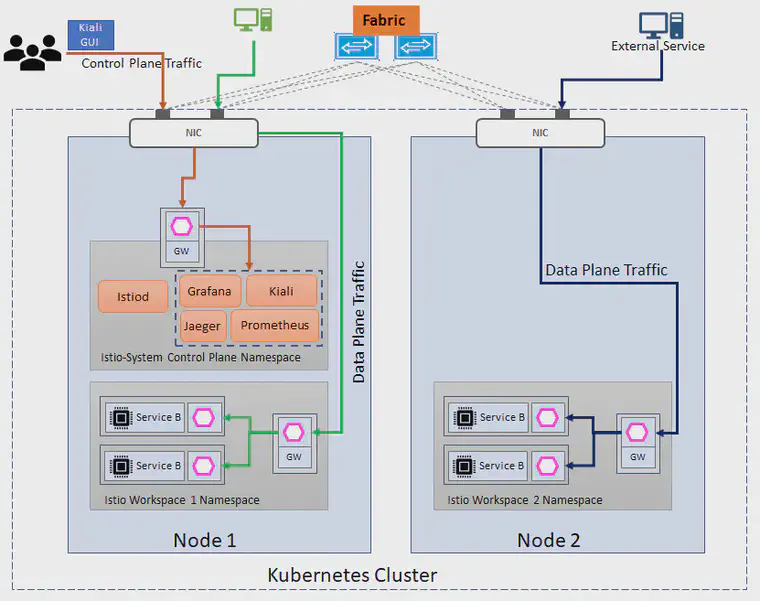 Kiali
GUI
Fabric
External Service
Control Plane Traffic
NIC
NIC
GW
Istiod
Grafana
Kiali
Jaeger
Prometheus
Istio-System Control Plane Namespace
Data Plane Traffic
Data Plane Traffic
Service B
Service B
GW
Istio Workspace 1 Namespace
Service B
Service B
GW
Istio Workspace 2 Namespace
Node 1
Node 2
Kubernetes Cluster